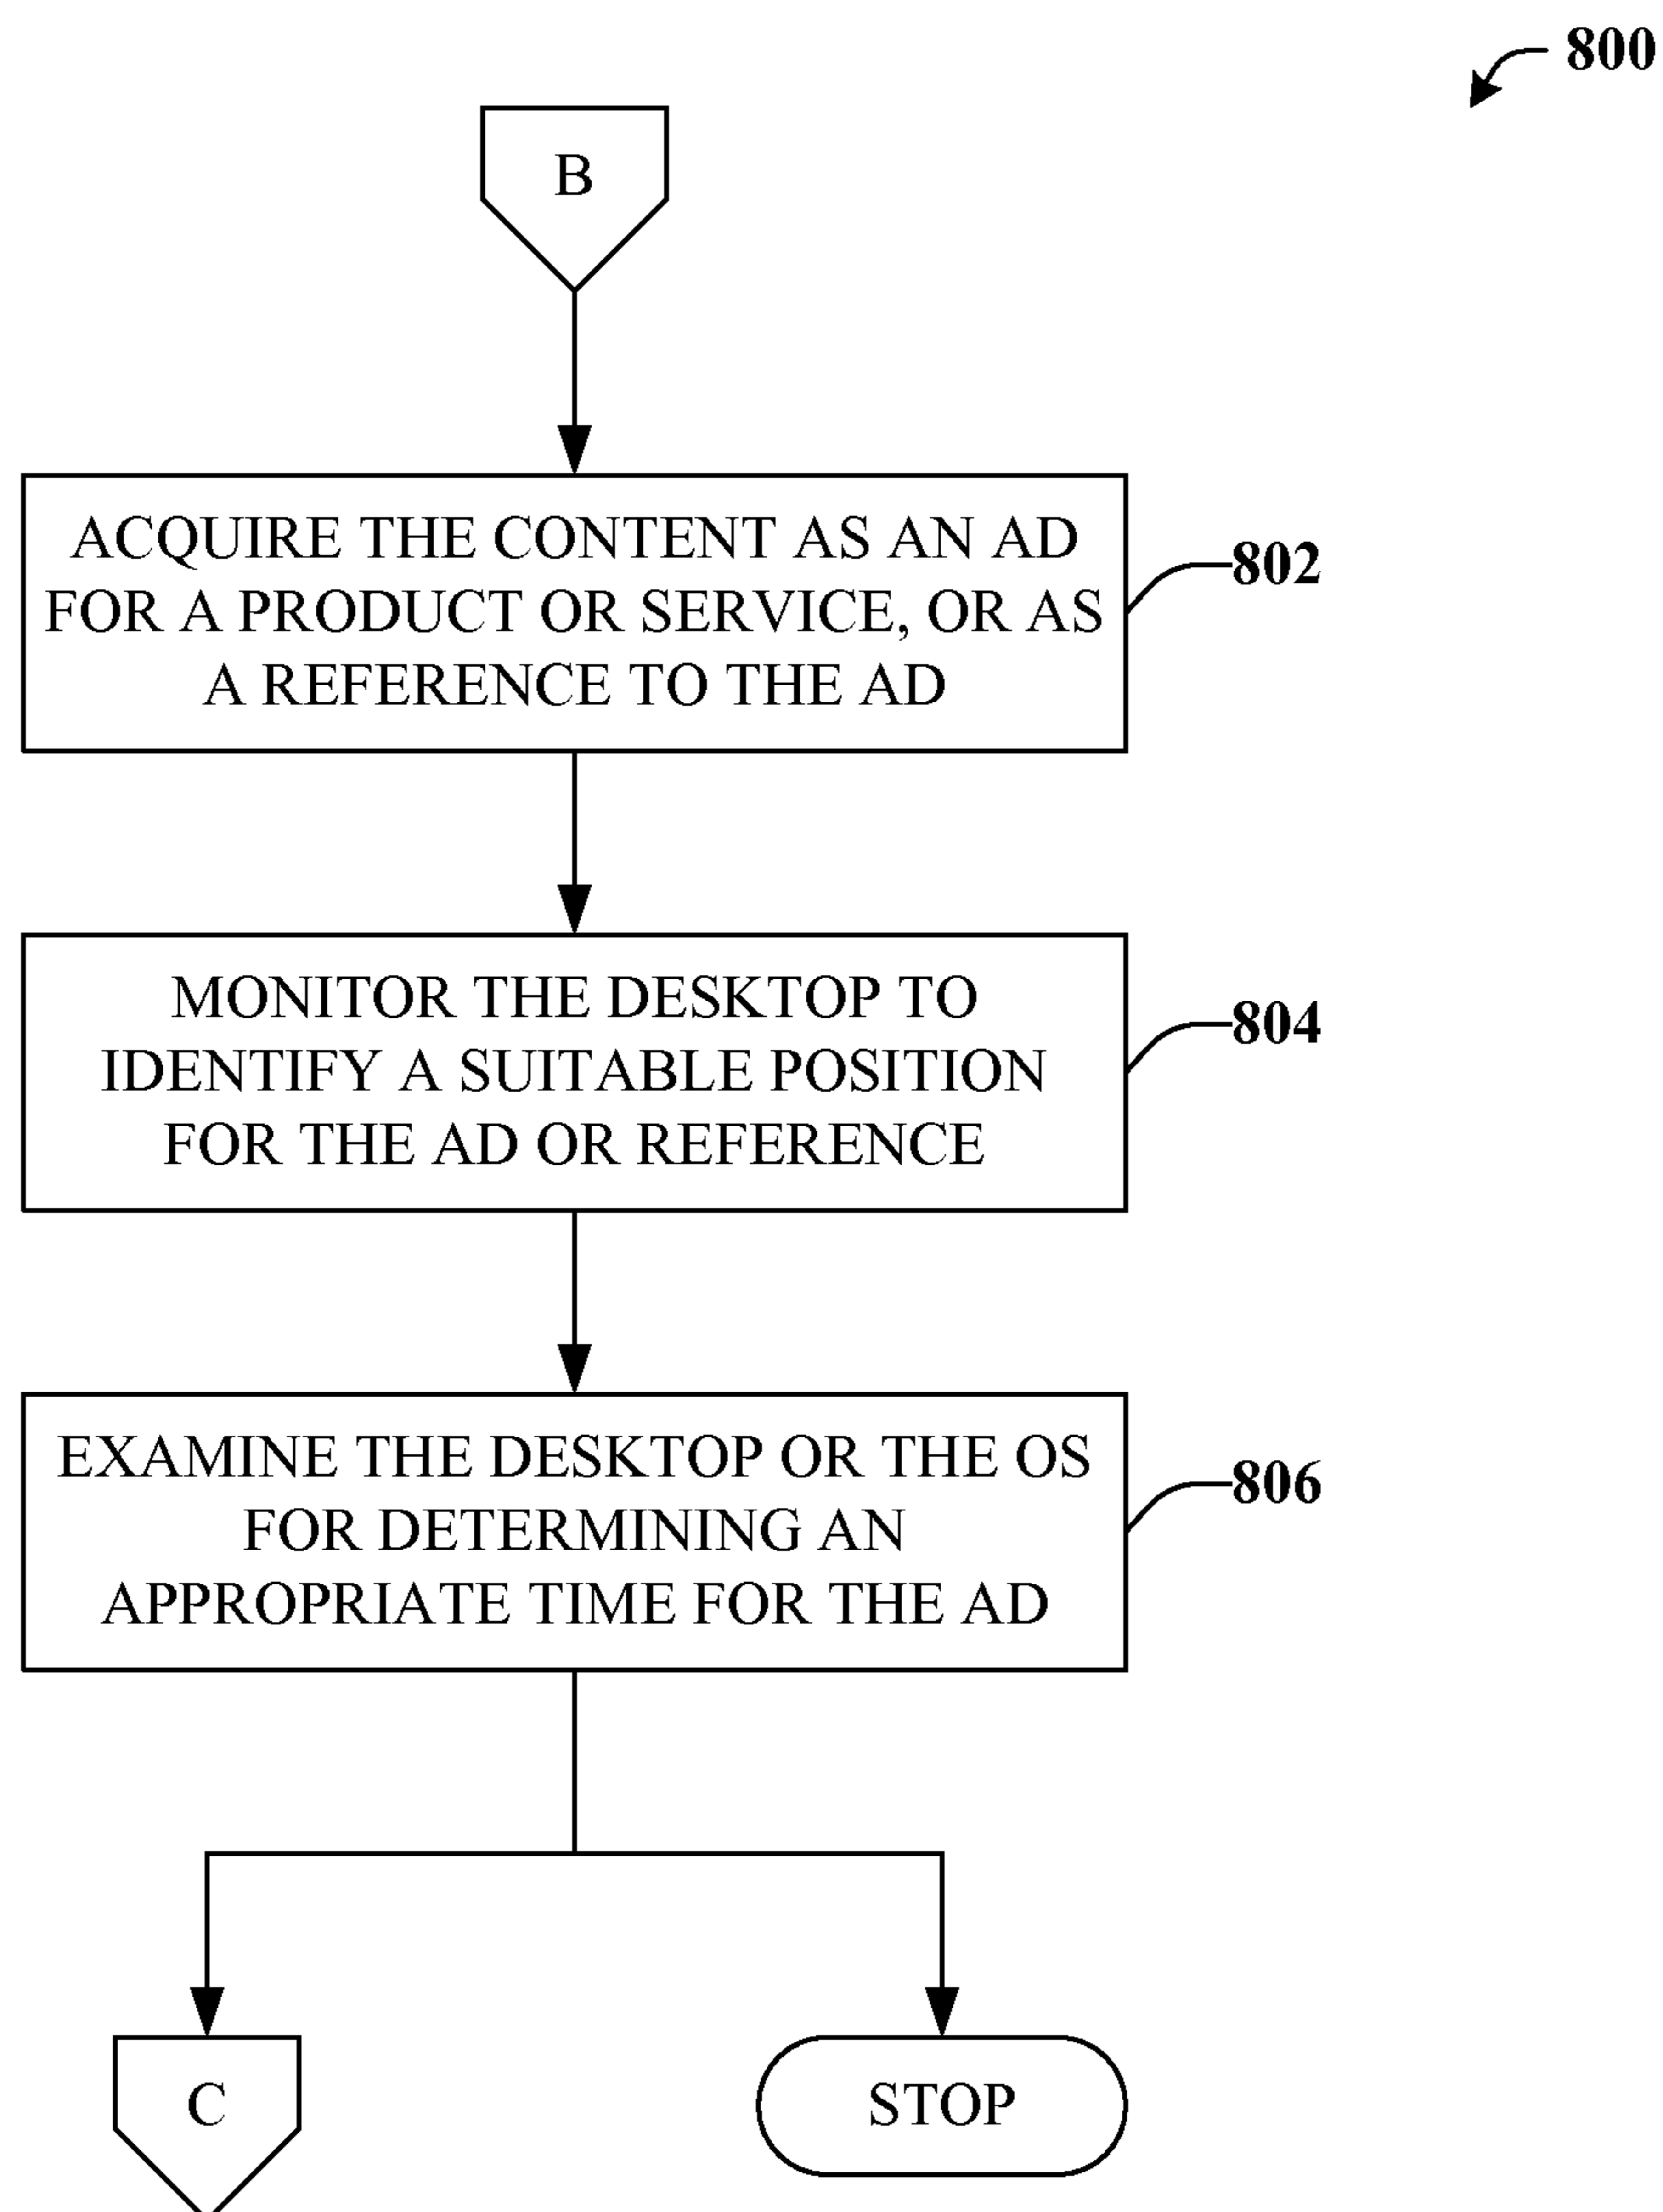 800
B
ACQUIRE THE CONTENT AS AN AD
FOR A PRODUCT OR SERVICE, OR AS
A REFERENCE TO THE AD
802
MONITOR THE DESKTOP TO
IDENTIFY A SUITABLE POSITION
FOR THE AD OR REFERENCE
804
EXAMINE THE DESKTOP OR THE OS
FOR DETERMINING AN
APPROPRIATE TIME FOR THE AD
806
C
STOP